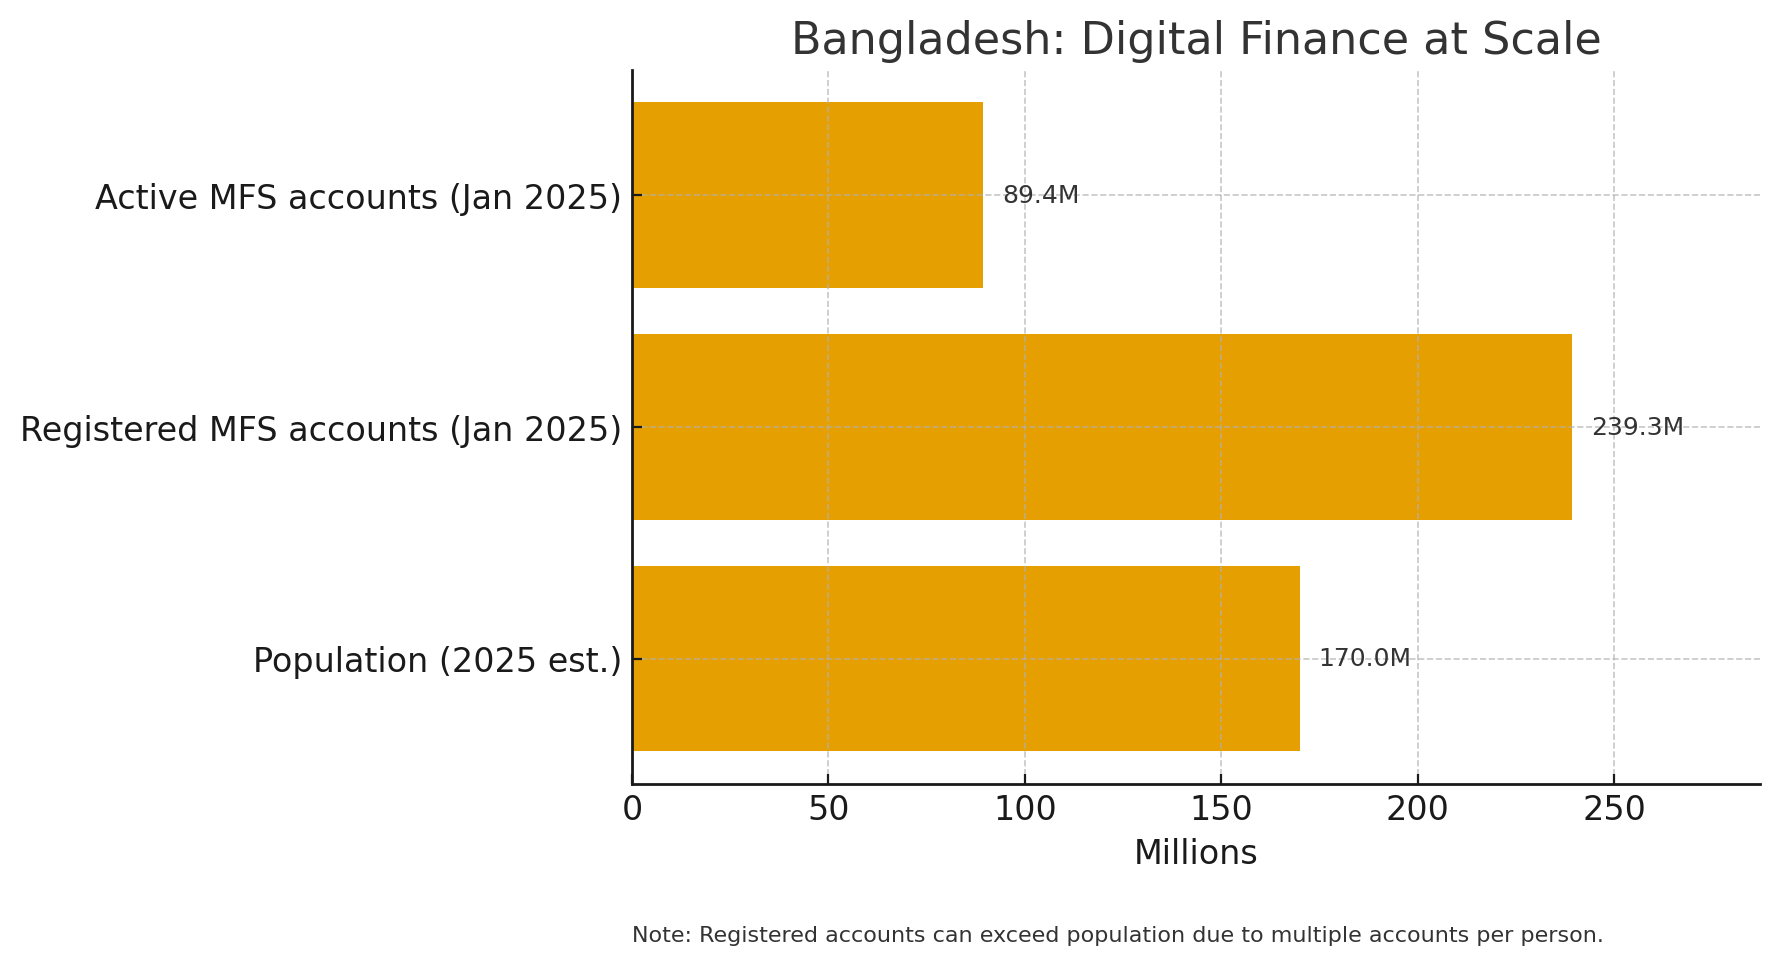 Bangladesh: Digital Finance at Scale
Active MFS accounts (Jan 2025)
89.4M
Registered MFS accounts (Jan 2025)
239.3M
Population (2025 est.)
170.0M
0 50 100 150 200 250
Millions
Note: Registered accounts can exceed population due to multiple accounts per person.